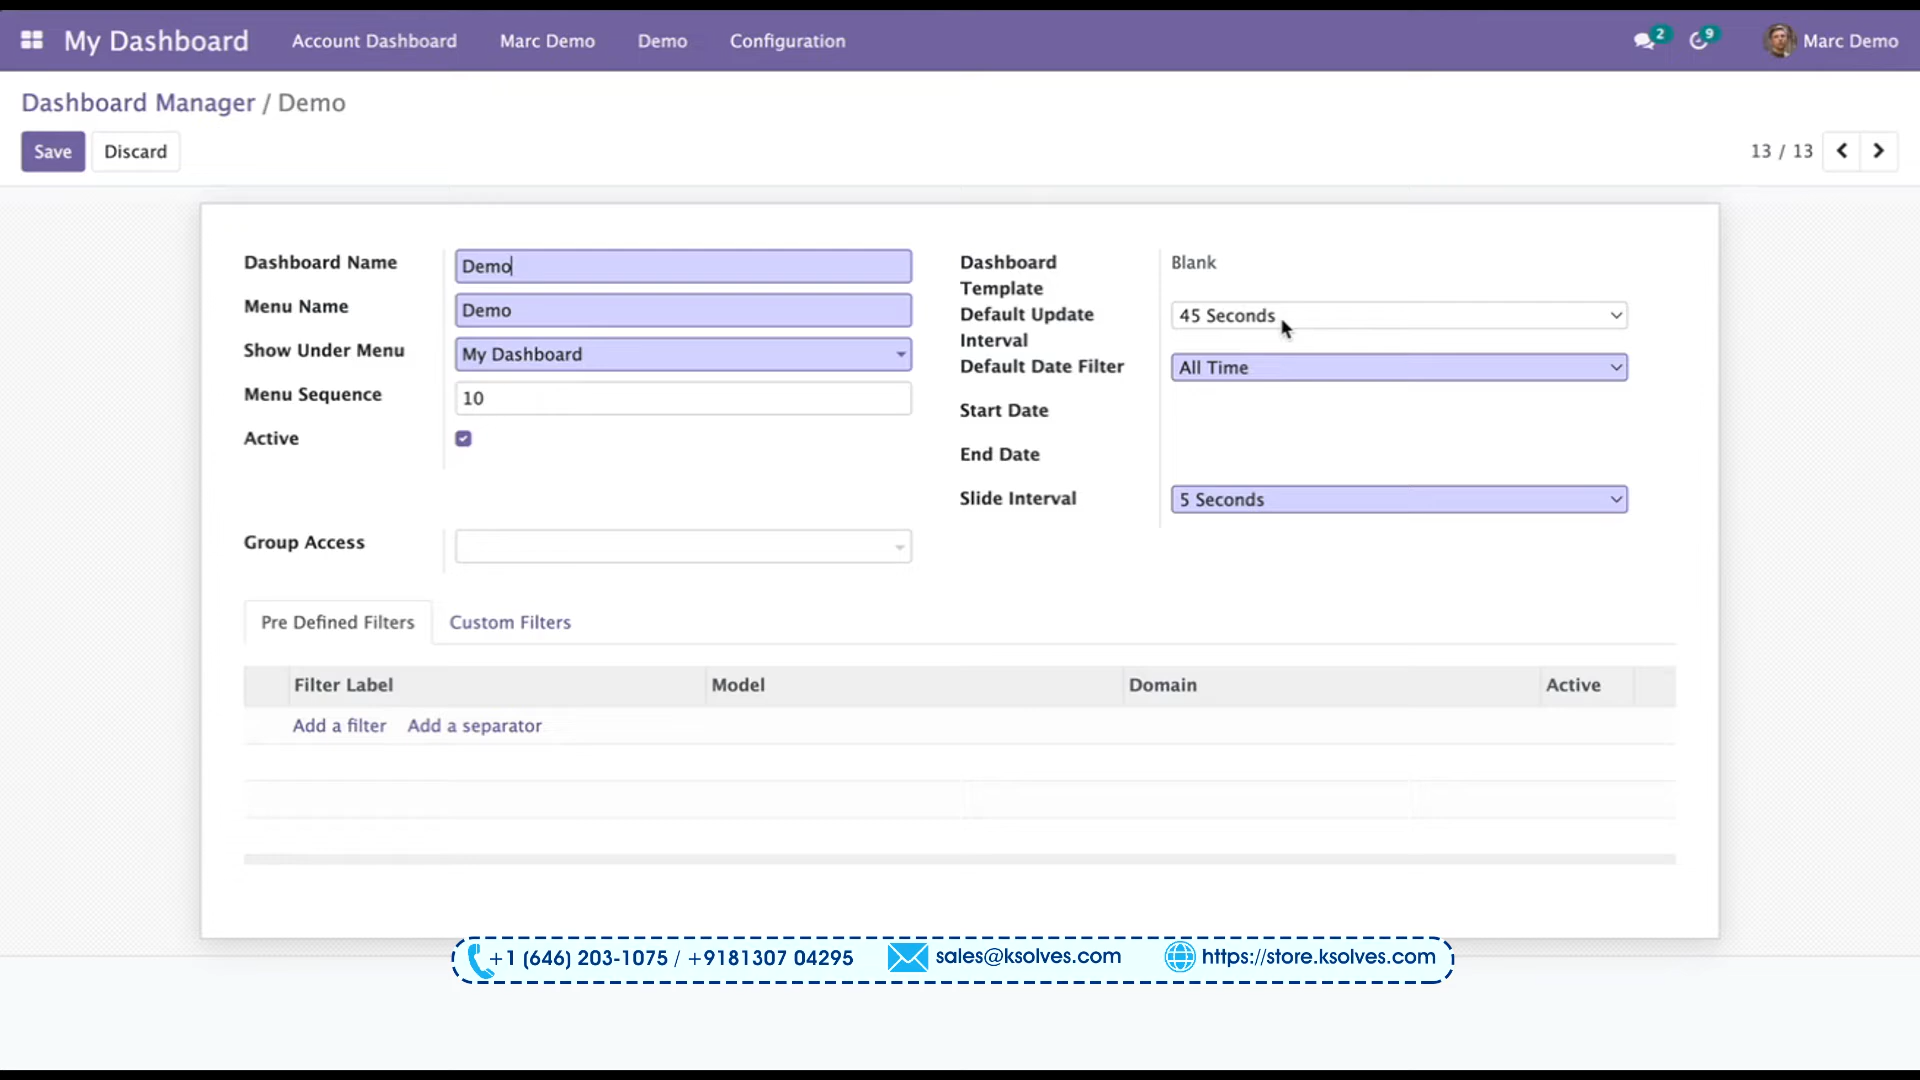 My Dashboard Account Dashboard Marc Demo Demo Configuration 2 9 Marc Demo
Dashboard Manager / Demo
Save Discard 13 / 13
Dashboard Name Demo
Menu Name Demo
Show Under Menu My Dashboard
Menu Sequence 10
Active
Group Access
Dashboard Template Blank
Default Update Interval 45 Seconds
Default Date Filter All Time
Start Date
End Date
Slide Interval 5 Seconds
Pre Defined Filters Custom Filters
Filter Label Model Domain Active
Add a filter Add a separator
+1 (646) 203-1075 / +9181307 04295 sales@ksolves.com https://store.ksolves.com